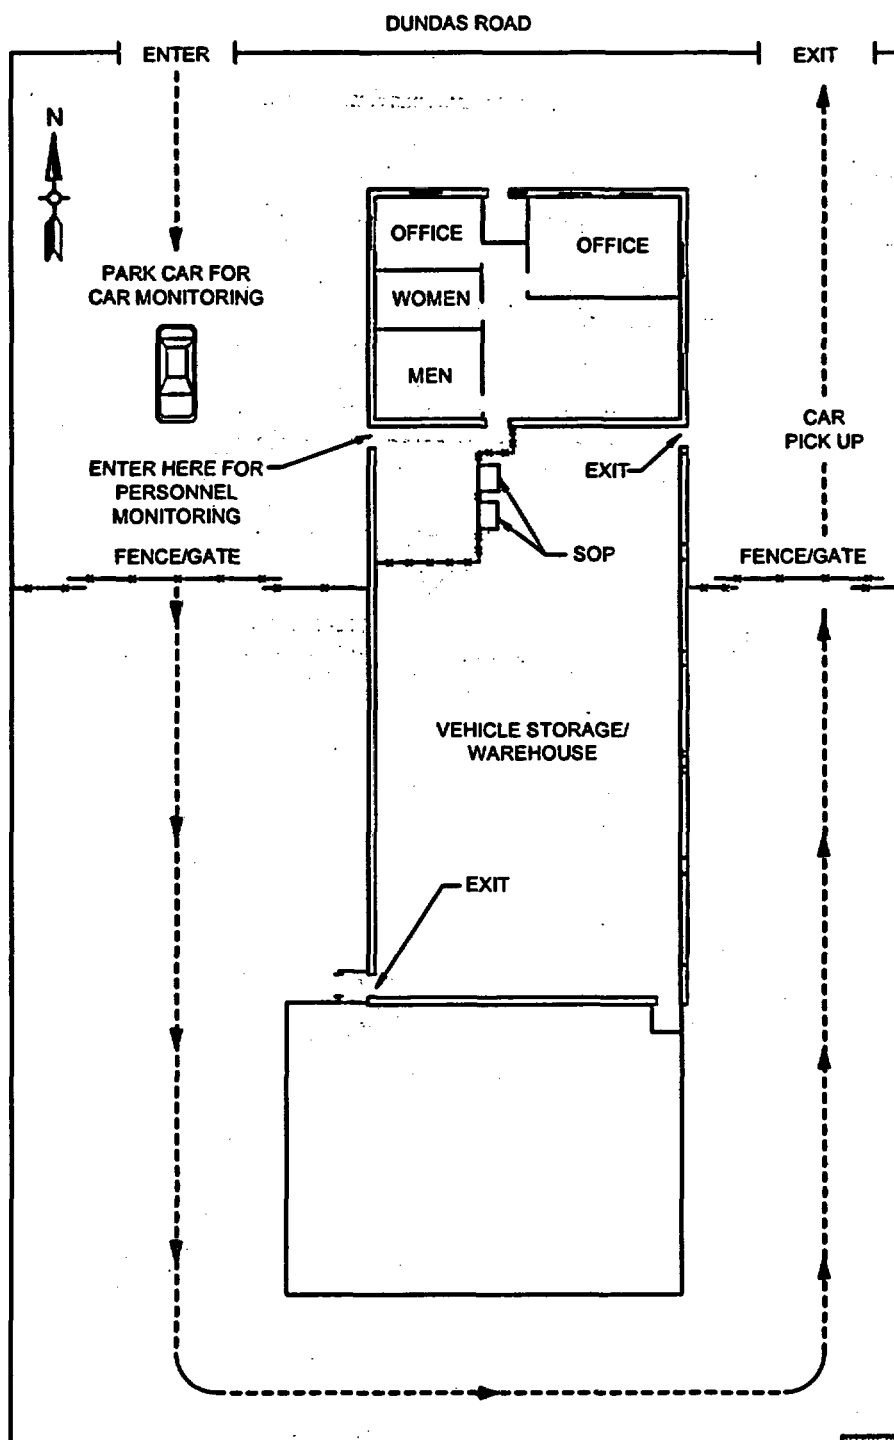 DUNDAS ROAD
ENTER
EXIT
N
OFFICE
OFFICE
PARK CAR FOR
CAR MONITORING
WOMEN
MEN
CAR
PICK UP
ENTER HERE FOR
PERSONNEL
MONITORING
EXIT
SOP
FENCE/GATE
FENCE/GATE
VEHICLE STORAGE/
WAREHOUSE
EXIT